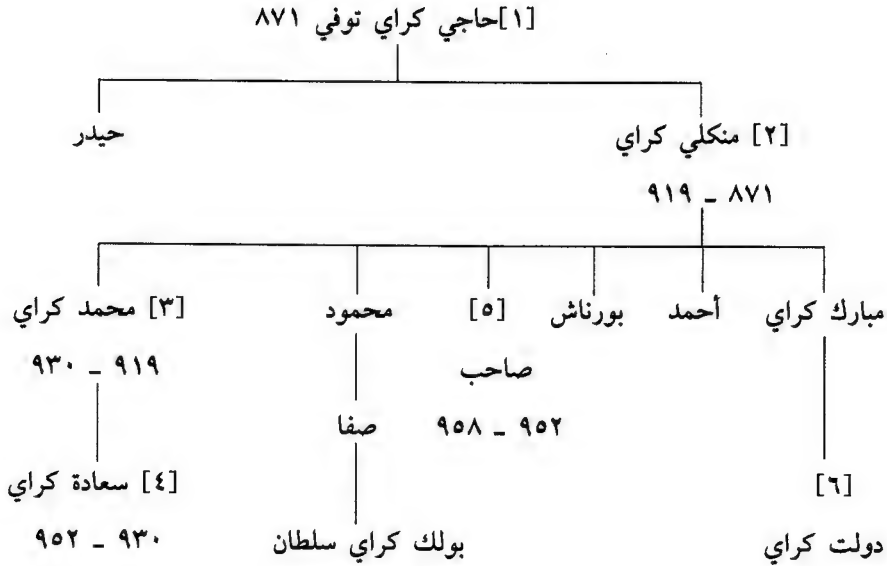 [١]حاجي كراي توفي ٨٧١
[٢] منكلي كراي حيدر
٨٧١ _ ٩١٩
مبارك كراي أحمد بورناش [٥] محمود [٣] محمد كراي
صاحب ٩١٩ _ ٩٣٠
٩٥٢ _ ٩٥٨ صفا
[٦] [٤] سعادة كراي
دولت كراي بولك كراي سلطان ٩٣٠ _ ٩٥٢